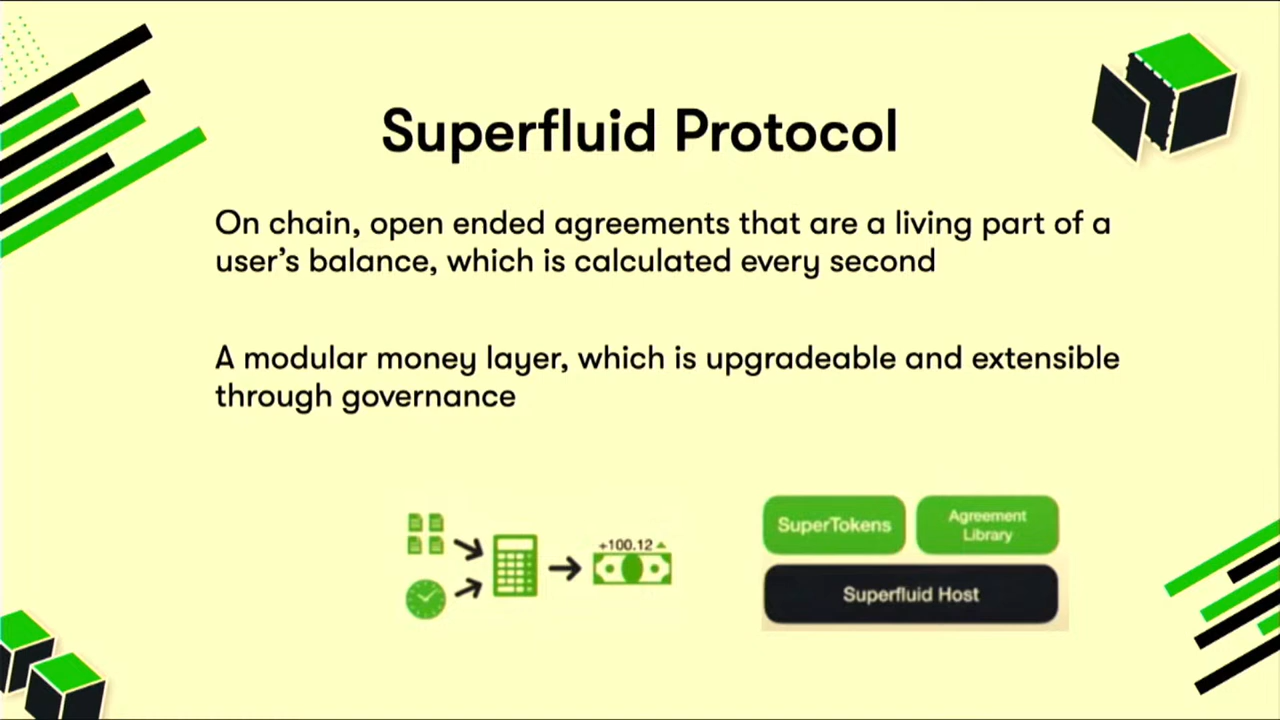 Superfluid Protocol
On chain, open ended agreements that are a living part of a
user's balance, which is calculated every second
A modular money layer, which is upgradeable and extensible
through governance
+100.12
SuperTokens
Agreement
Library
Superfluid Host